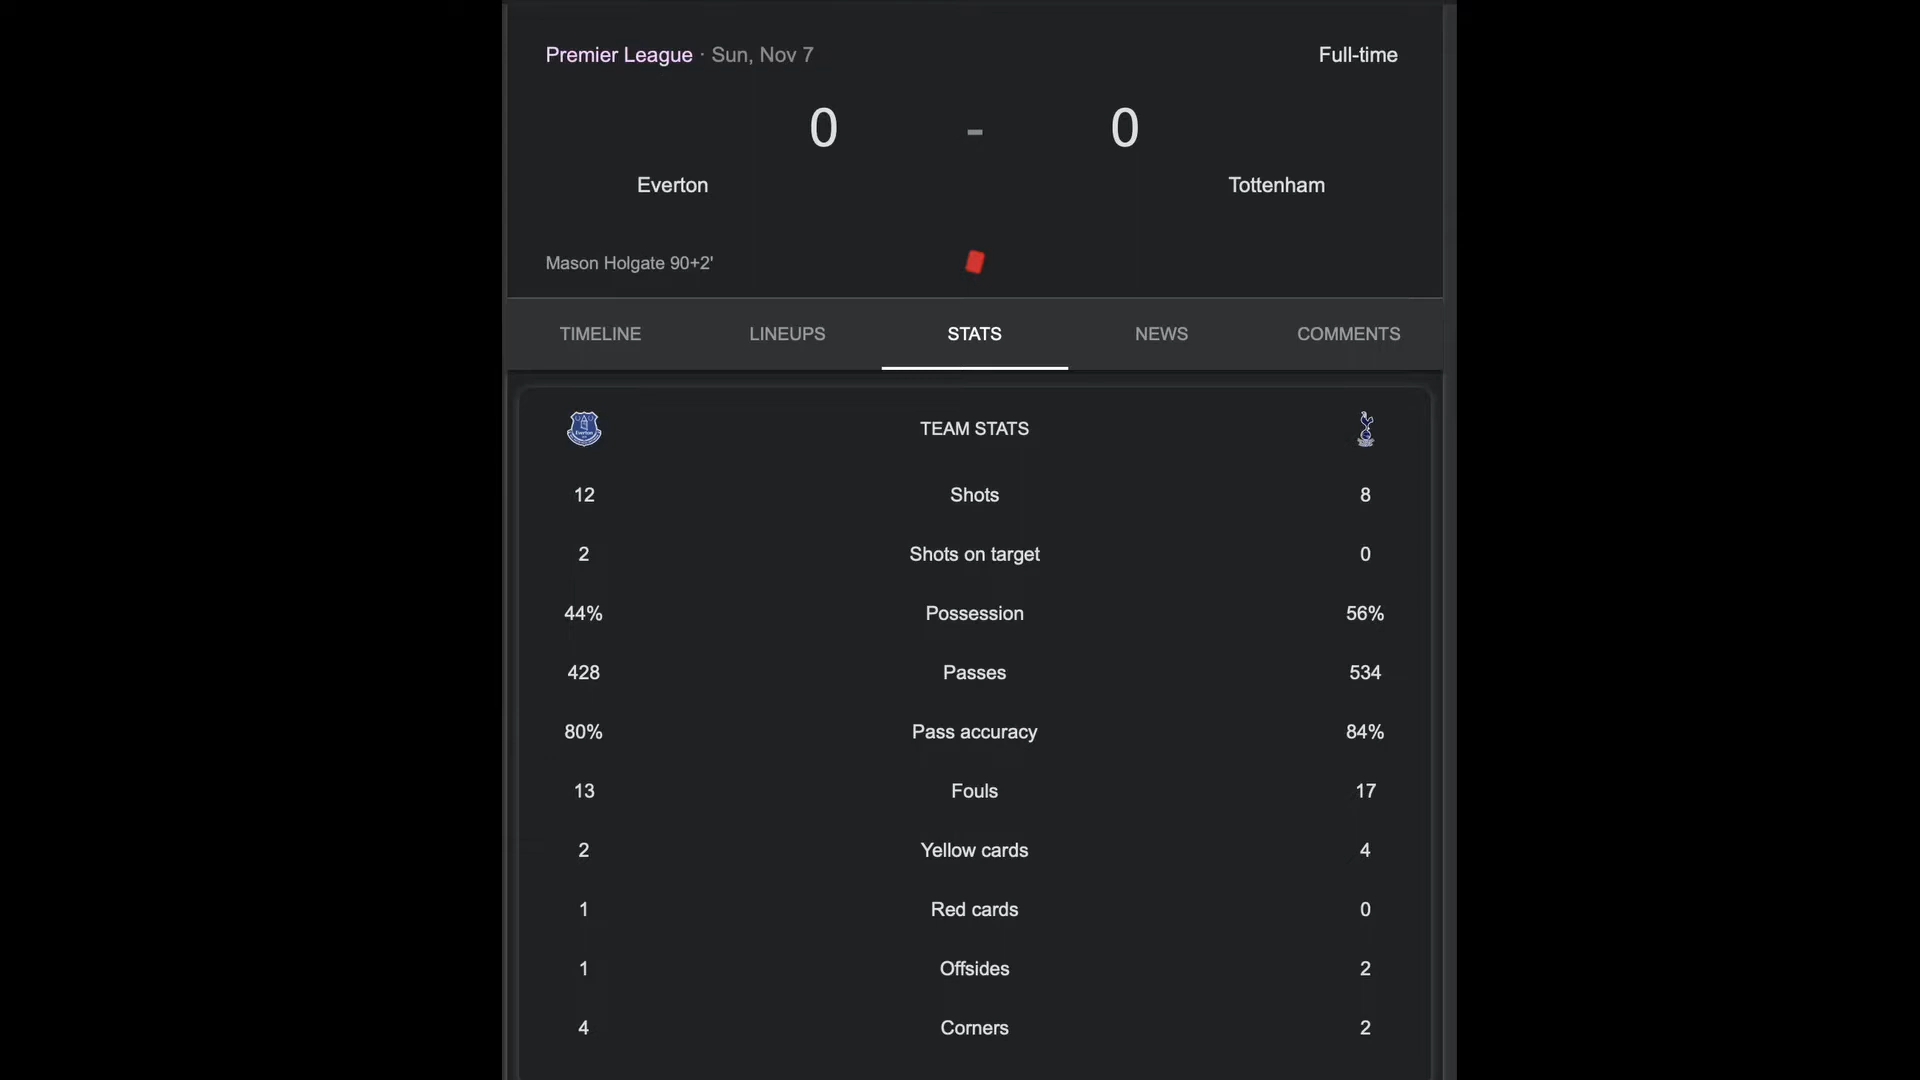 Premier League · Sun, Nov 7 Full-time
0 - 0
Everton Tottenham
Mason Holgate 90+2'
TIMELINE LINEUPS STATS NEWS COMMENTS
TEAM STATS
12 Shots 8
2 Shots on target 0
44% Possession 56%
428 Passes 534
80% Pass accuracy 84%
13 Fouls 17
2 Yellow cards 4
1 Red cards 0
1 Offsides 2
4 Corners 2